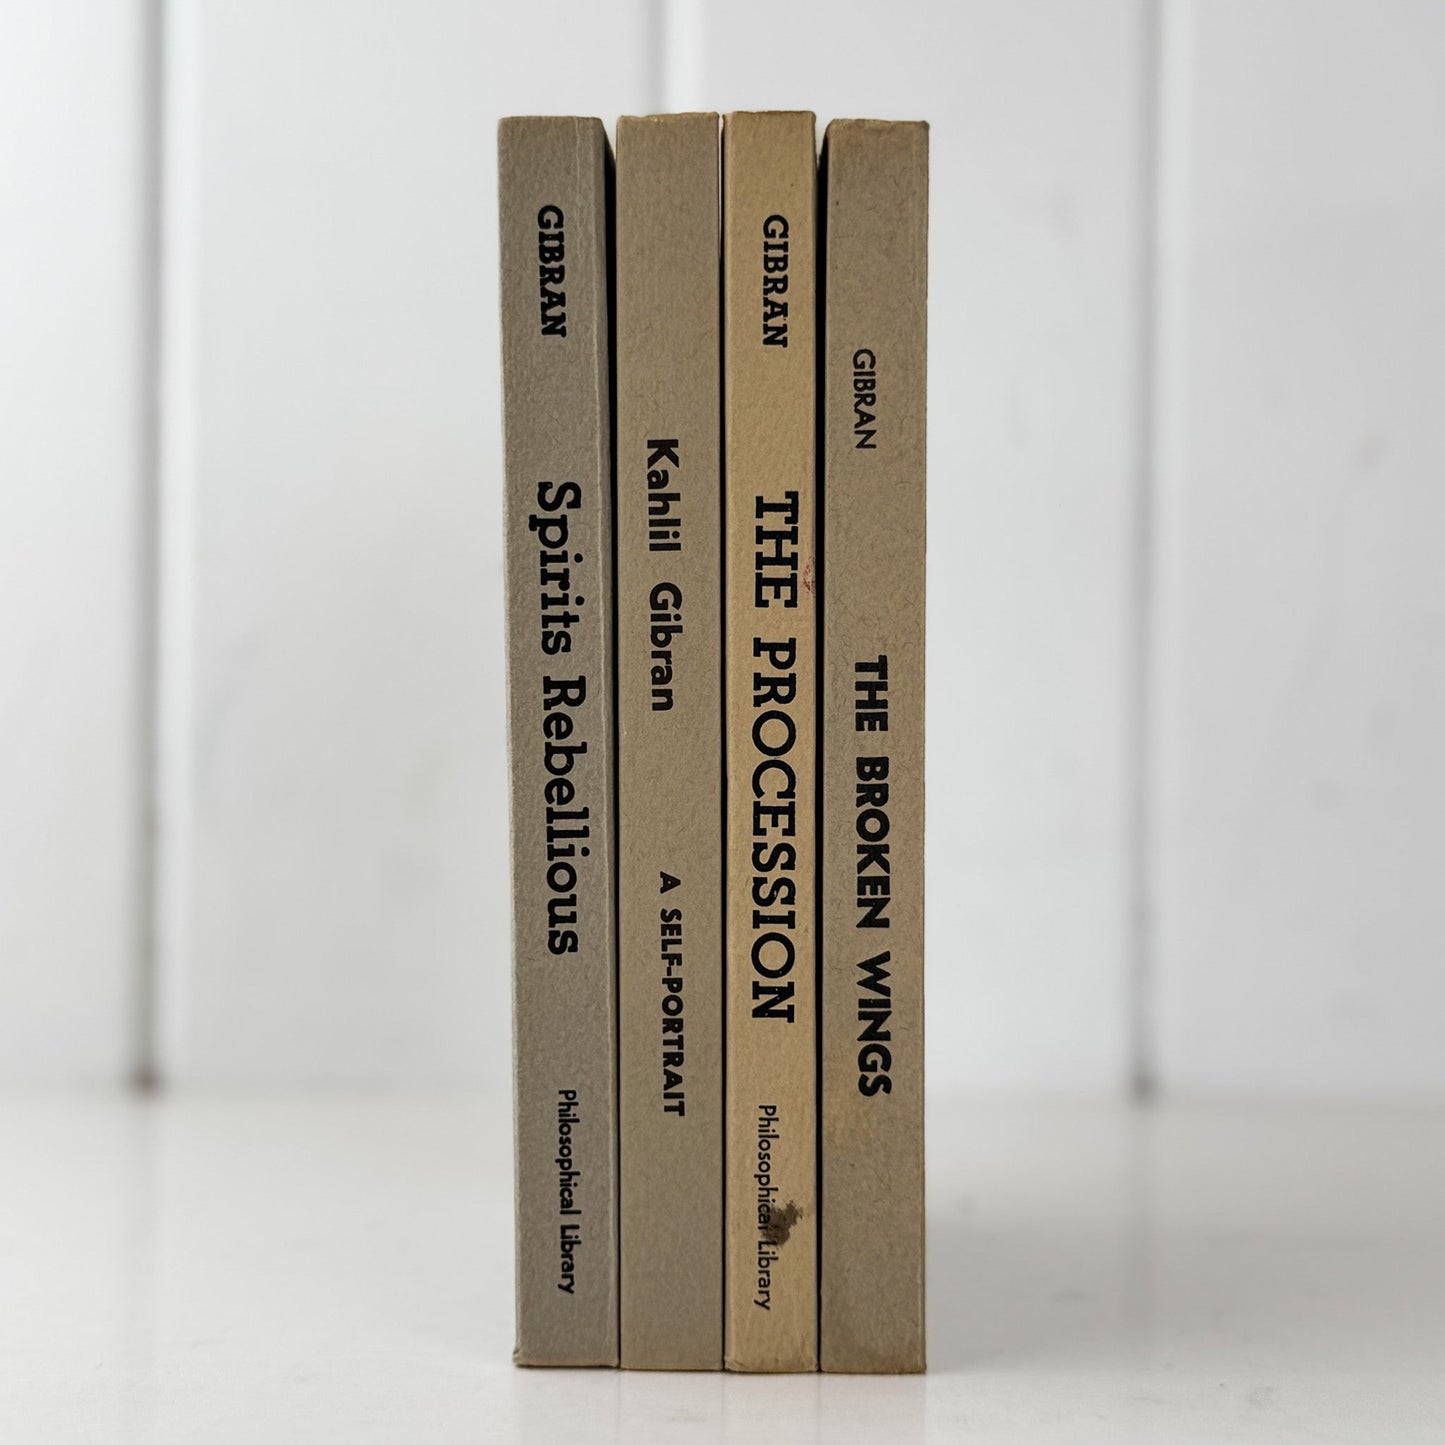 GIBRAN
Spirits Rebellious
Philosophical Library
Kahlil Gibran
A SELF-PORTRAIT
GIBRAN
THE PROCESSION
Philosophical Library
GIBRAN
THE BROKEN WINGS